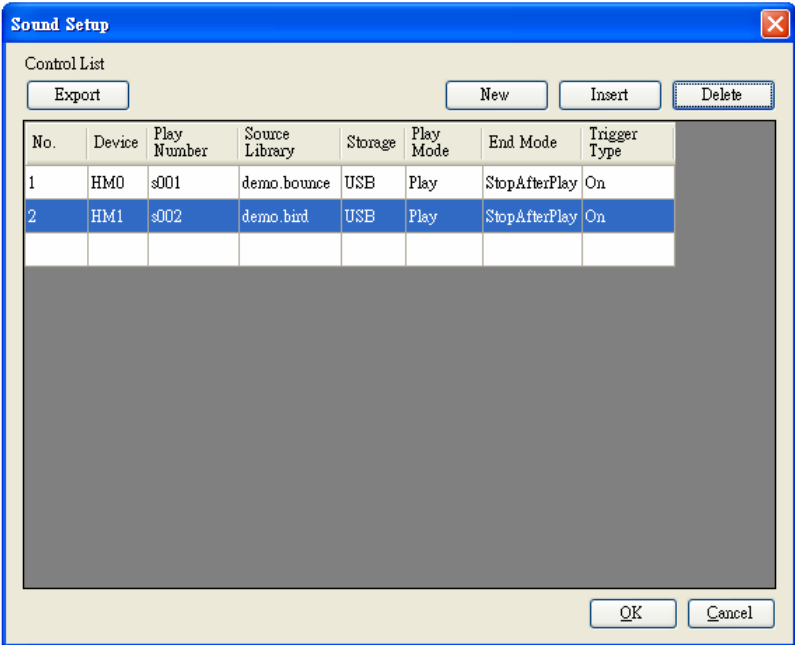 Sound Setup
Control List
Export New Insert Delete
No. Device Play Number Source Library Storage Play Mode End Mode Trigger Type
1 HM0 s001 demo.bounce USB Play StopAfterPlay On
2 HM1 s002 demo.bird USB Play StopAfterPlay On
OK Cancel